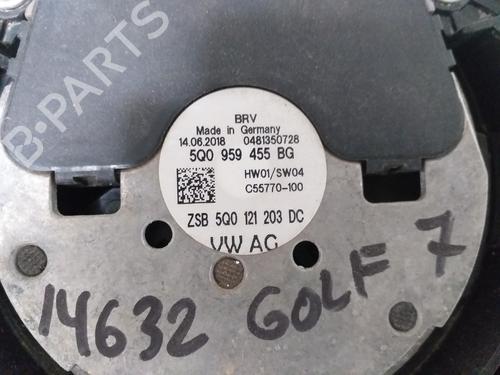 B-PARTS
BRV
Made in Germany
14.06.2018 0481350728
5Q0 959 455 BG
HW01/SW04
C55770-100
ZSB 5Q0 121 203 DC
VW AG
14632 GOLF 7